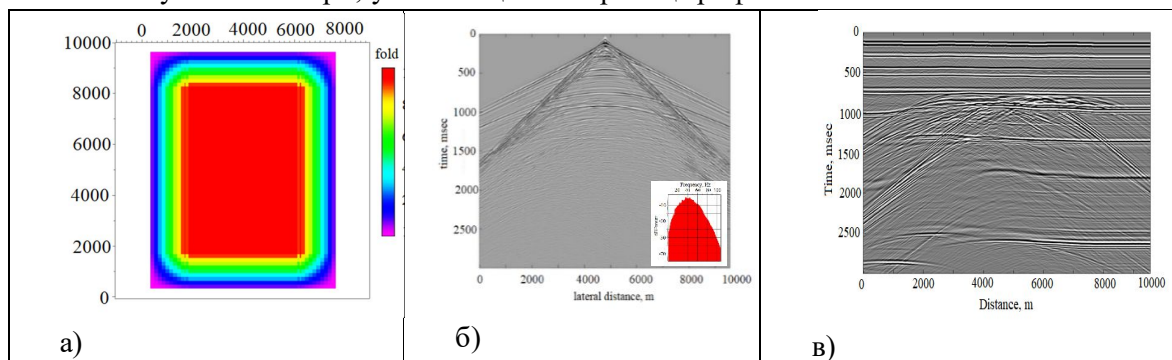 0 2000 4000 6000 8000
10000
8000
6000
4000
2000
0
fold
а)
0
500
1000
1500
2000
2500
time, msec
0 2000 4000 6000 8000 10000
lateral distance, m
Frequency, Hz
б)
0
500
1000
1500
2000
2500
Time, msec
0 2000 4000 6000 8000 10000
Distance, m
в)